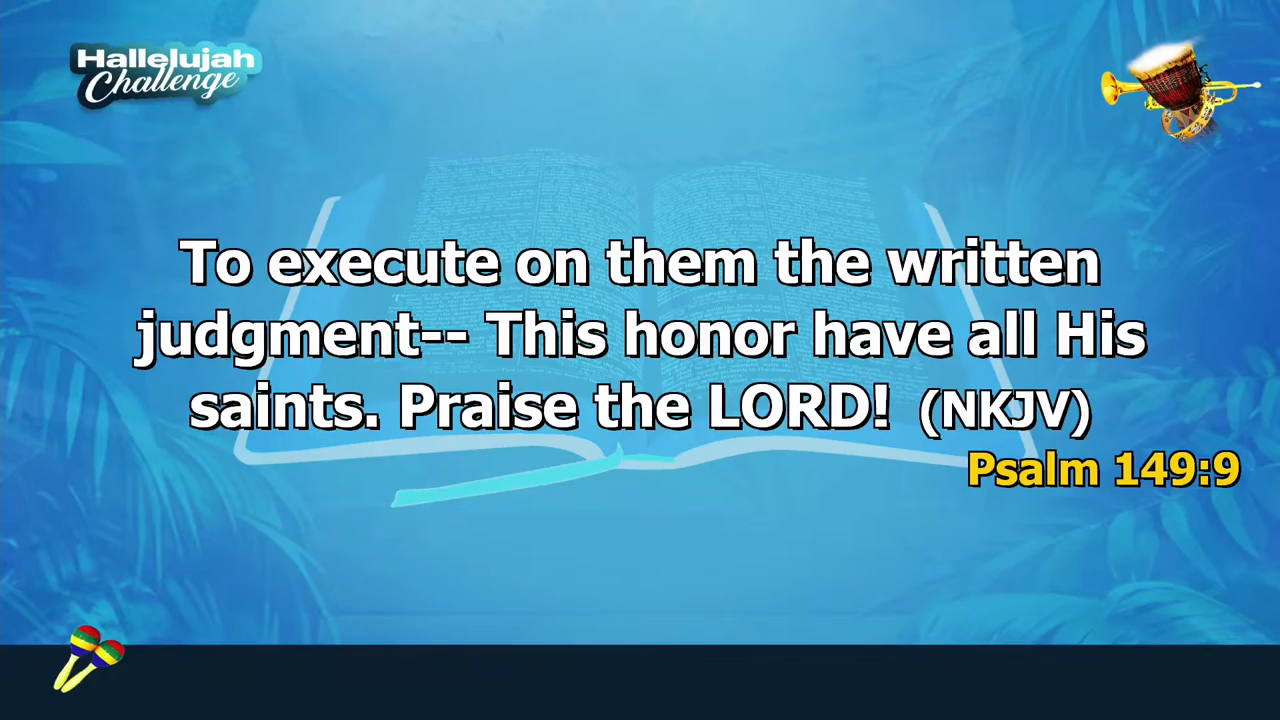 Hallelujah
Challenge
To execute on them the written
judgment-- This honor have all His
saints. Praise the LORD! (NKJV)
Psalm 149:9